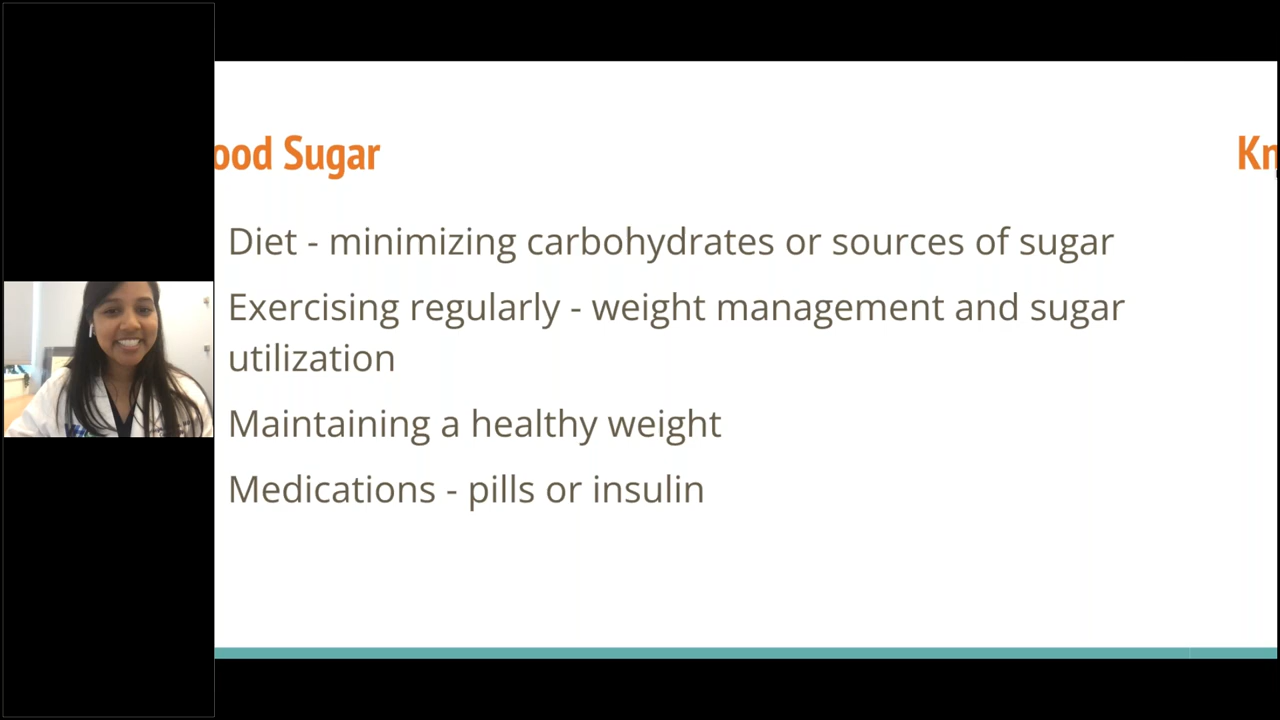 ood Sugar
Kn
Diet - minimizing carbohydrates or sources of sugar
Exercising regularly - weight management and sugar
utilization
Maintaining a healthy weight
Medications - pills or insulin